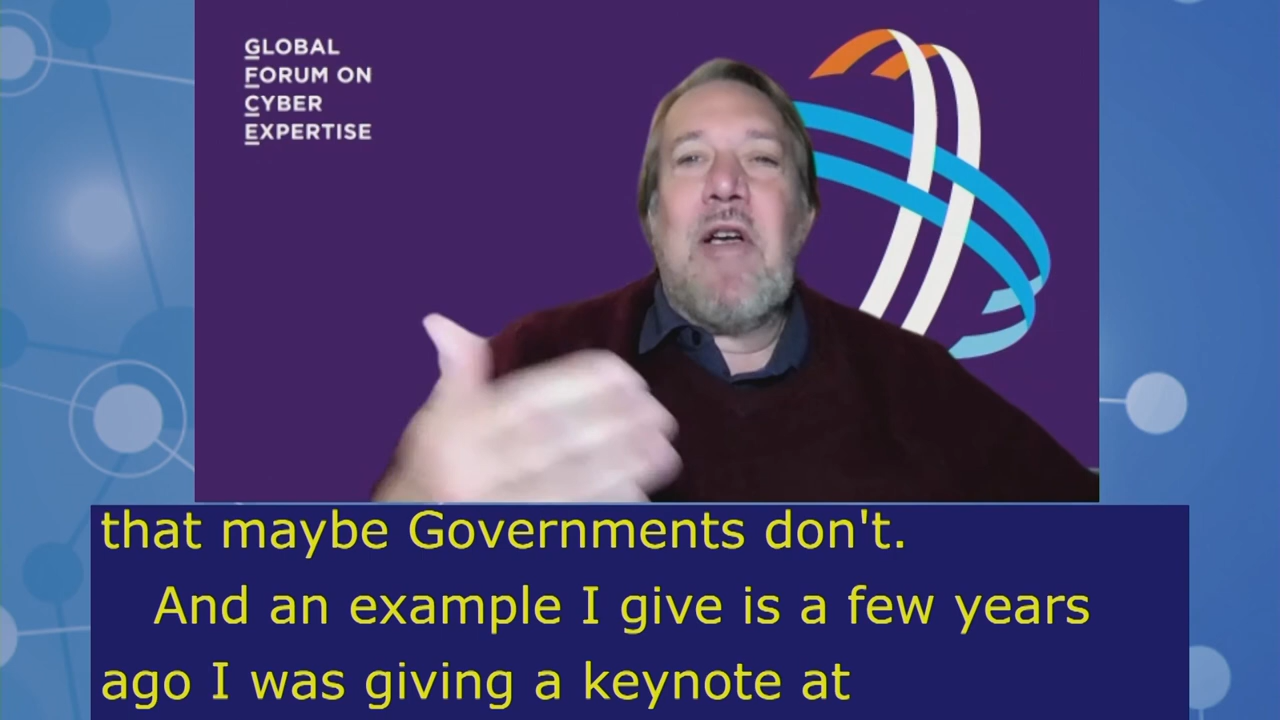 GLOBAL
FORUM ON
CYBER
EXPERTISE
that maybe Governments don't.
And an example I give is a few years
ago I was giving a keynote at